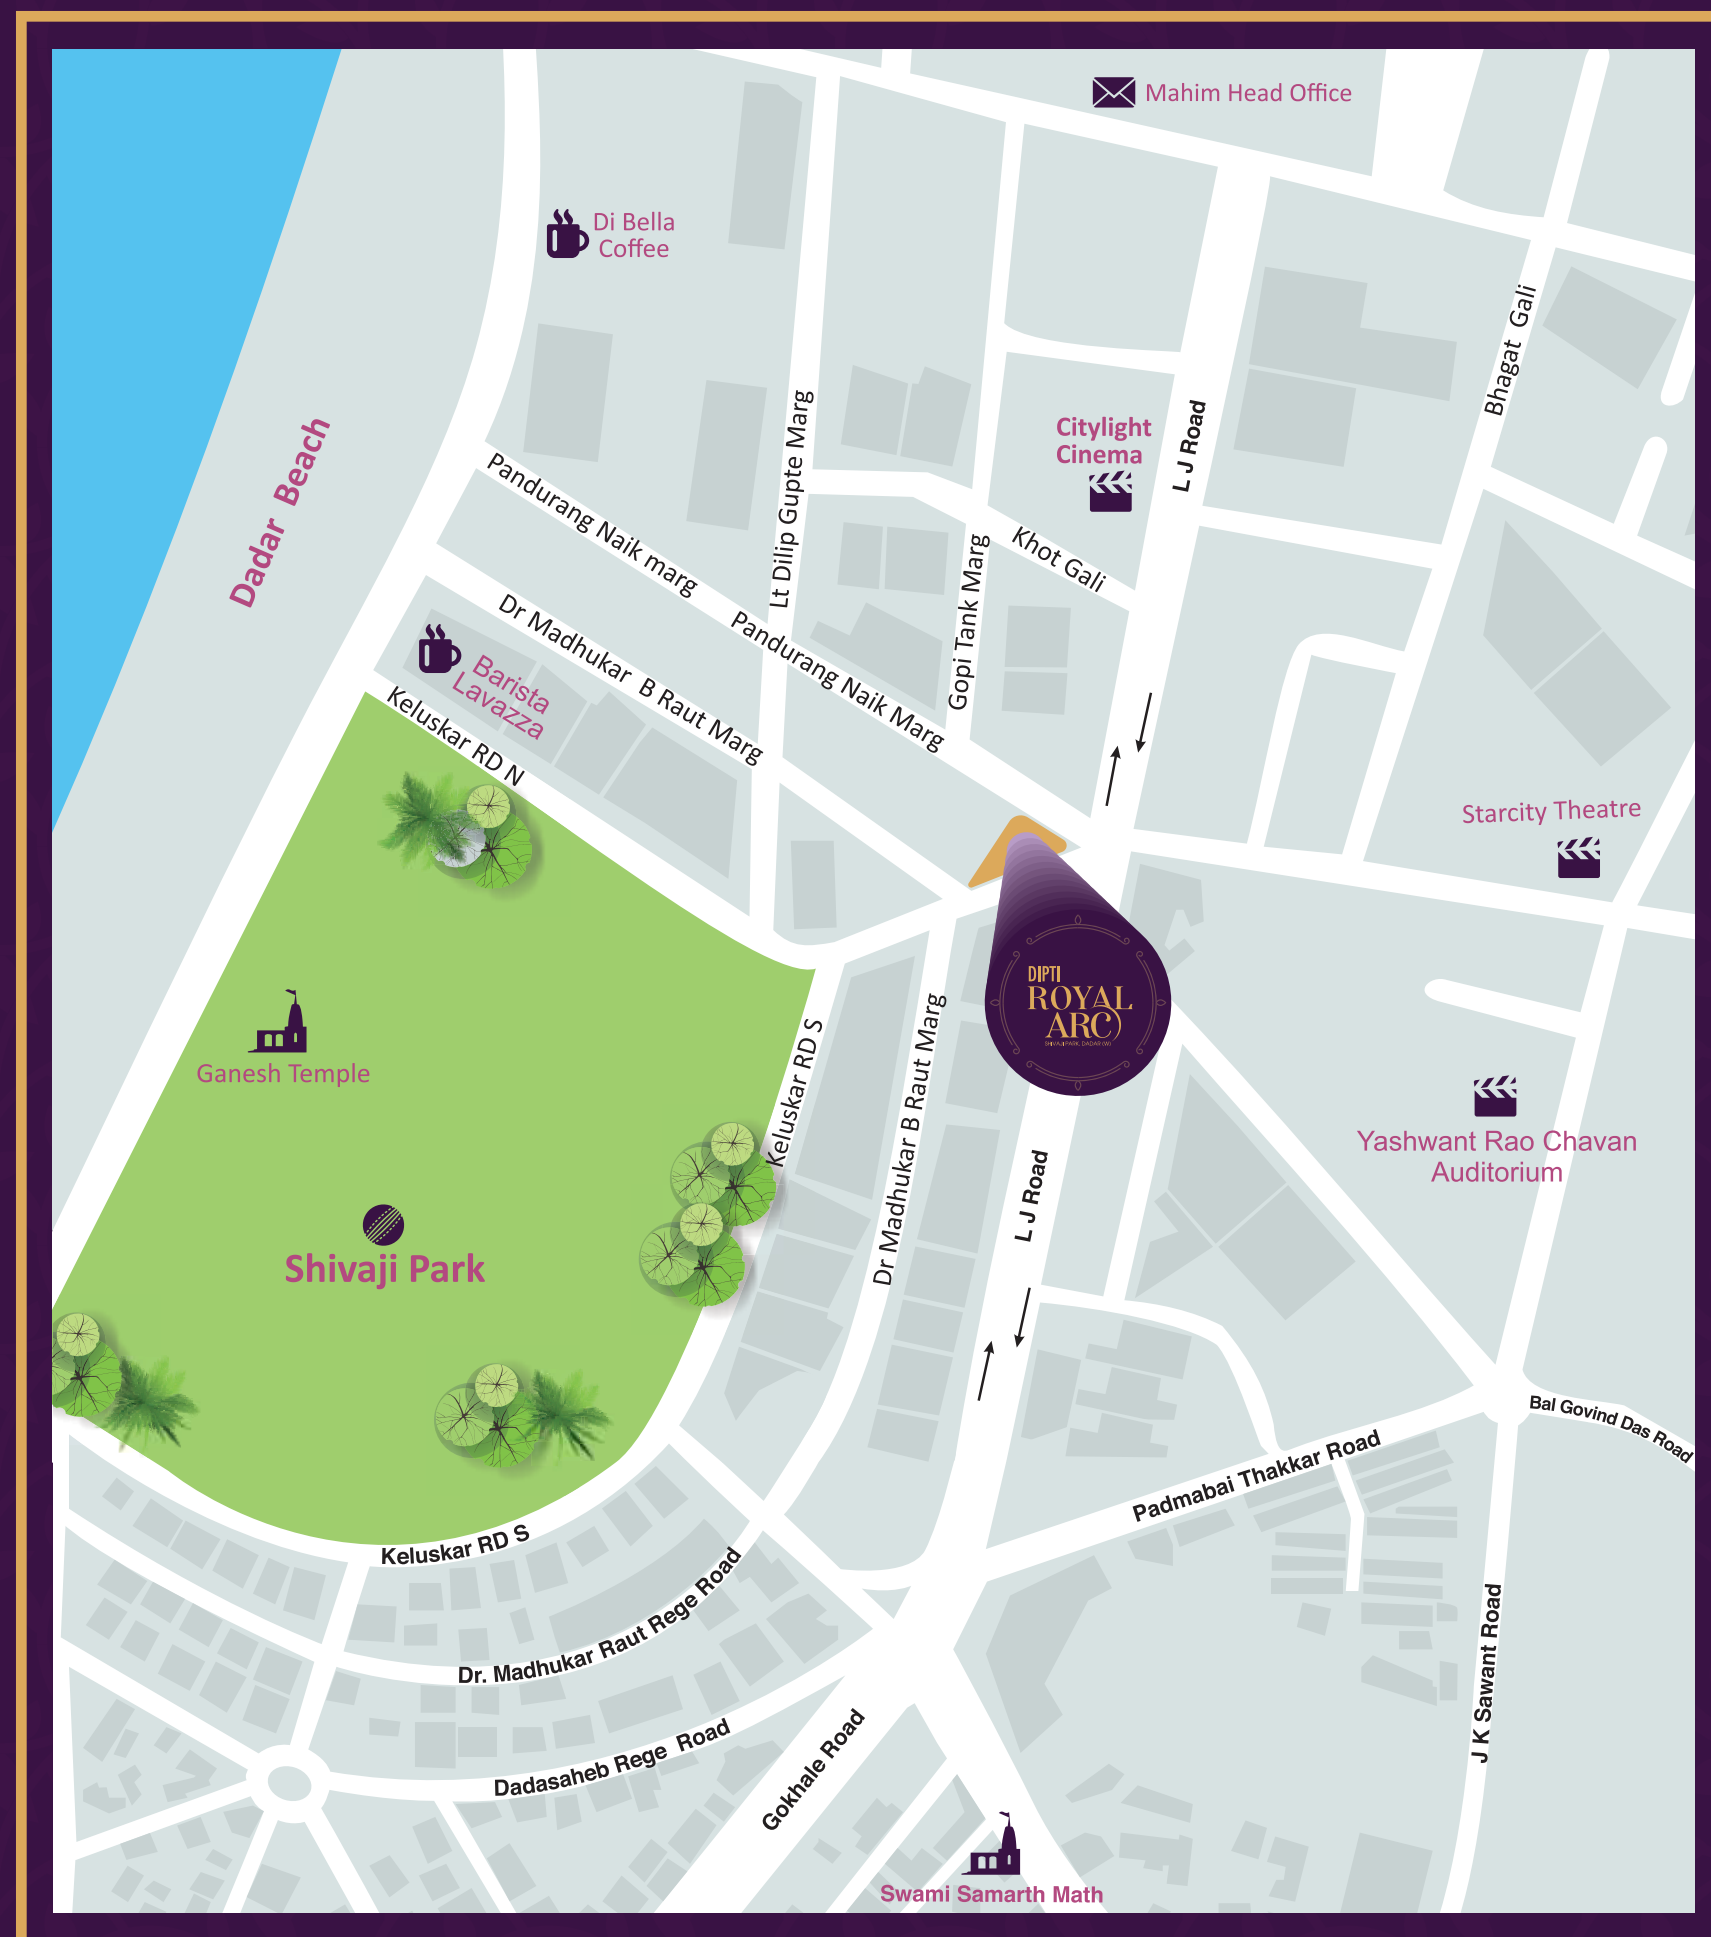 Mahim Head Office
Di Bella
Coffee
Bhagat Gali
Dadar Beach
Pandurang Naik marg
Lt Dilip Gupte Marg
Citylight
Cinema
L J Road
Khot Gali
Gopi Tank Marg
Dr Madhukar B Raut Marg
Pandurang Naik Marg
Barista
Lavazza
Keluskar RD N
Starcity Theatre
DIPTI
ROYAL
ARC
SHIVAJI PARK, DADAR (W)
Ganesh Temple
Keluskar RD S
Dr Madhukar B Raut Marg
L J Road
Yashwant Rao Chavan
Auditorium
Shivaji Park
Bal Govind Das Road
Padmabai Thakkar Road
Keluskar RD S
Dr. Madhukar Raut Rege Road
J K Sawant Road
Dadasaheb Rege Road
Gokhale Road
Swami Samarth Math